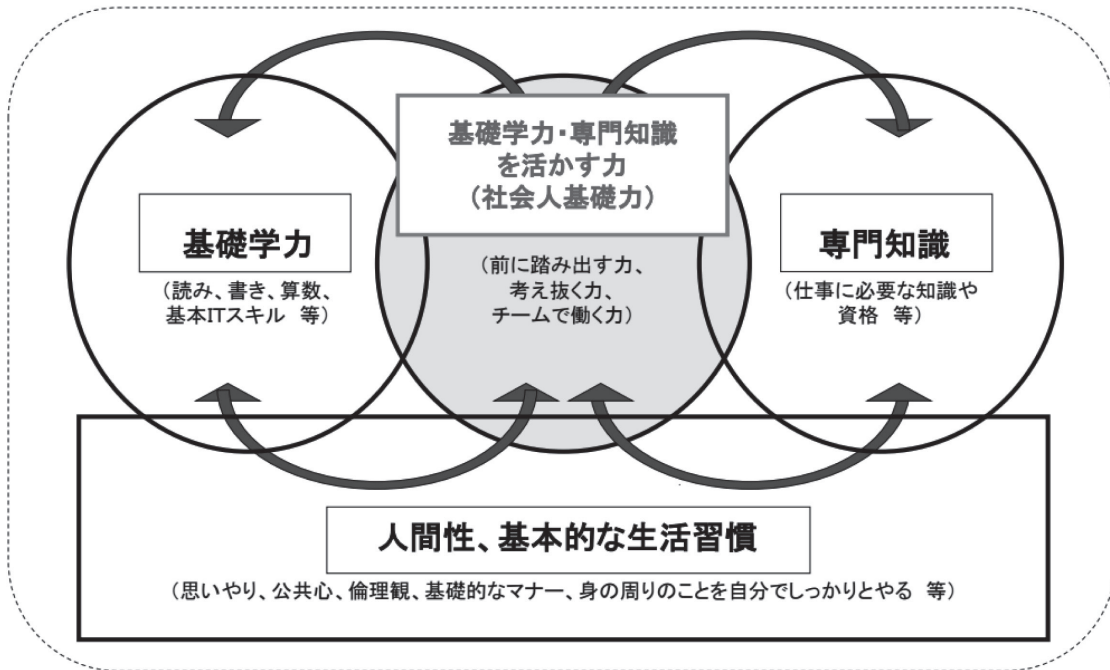 基礎学力・専門知識
を活かす力
（社会人基礎力）
基礎学力
（読み、書き、算数、
基本ITスキル　等）
（前に踏み出す力、
考え抜く力、
チームで働く力）
専門知識
（仕事に必要な知識や
資格　等）
人間性、基本的な生活習慣
（思いやり、公共心、倫理観、基礎的なマナー、身の周りのことを自分でしっかりとやる　等）